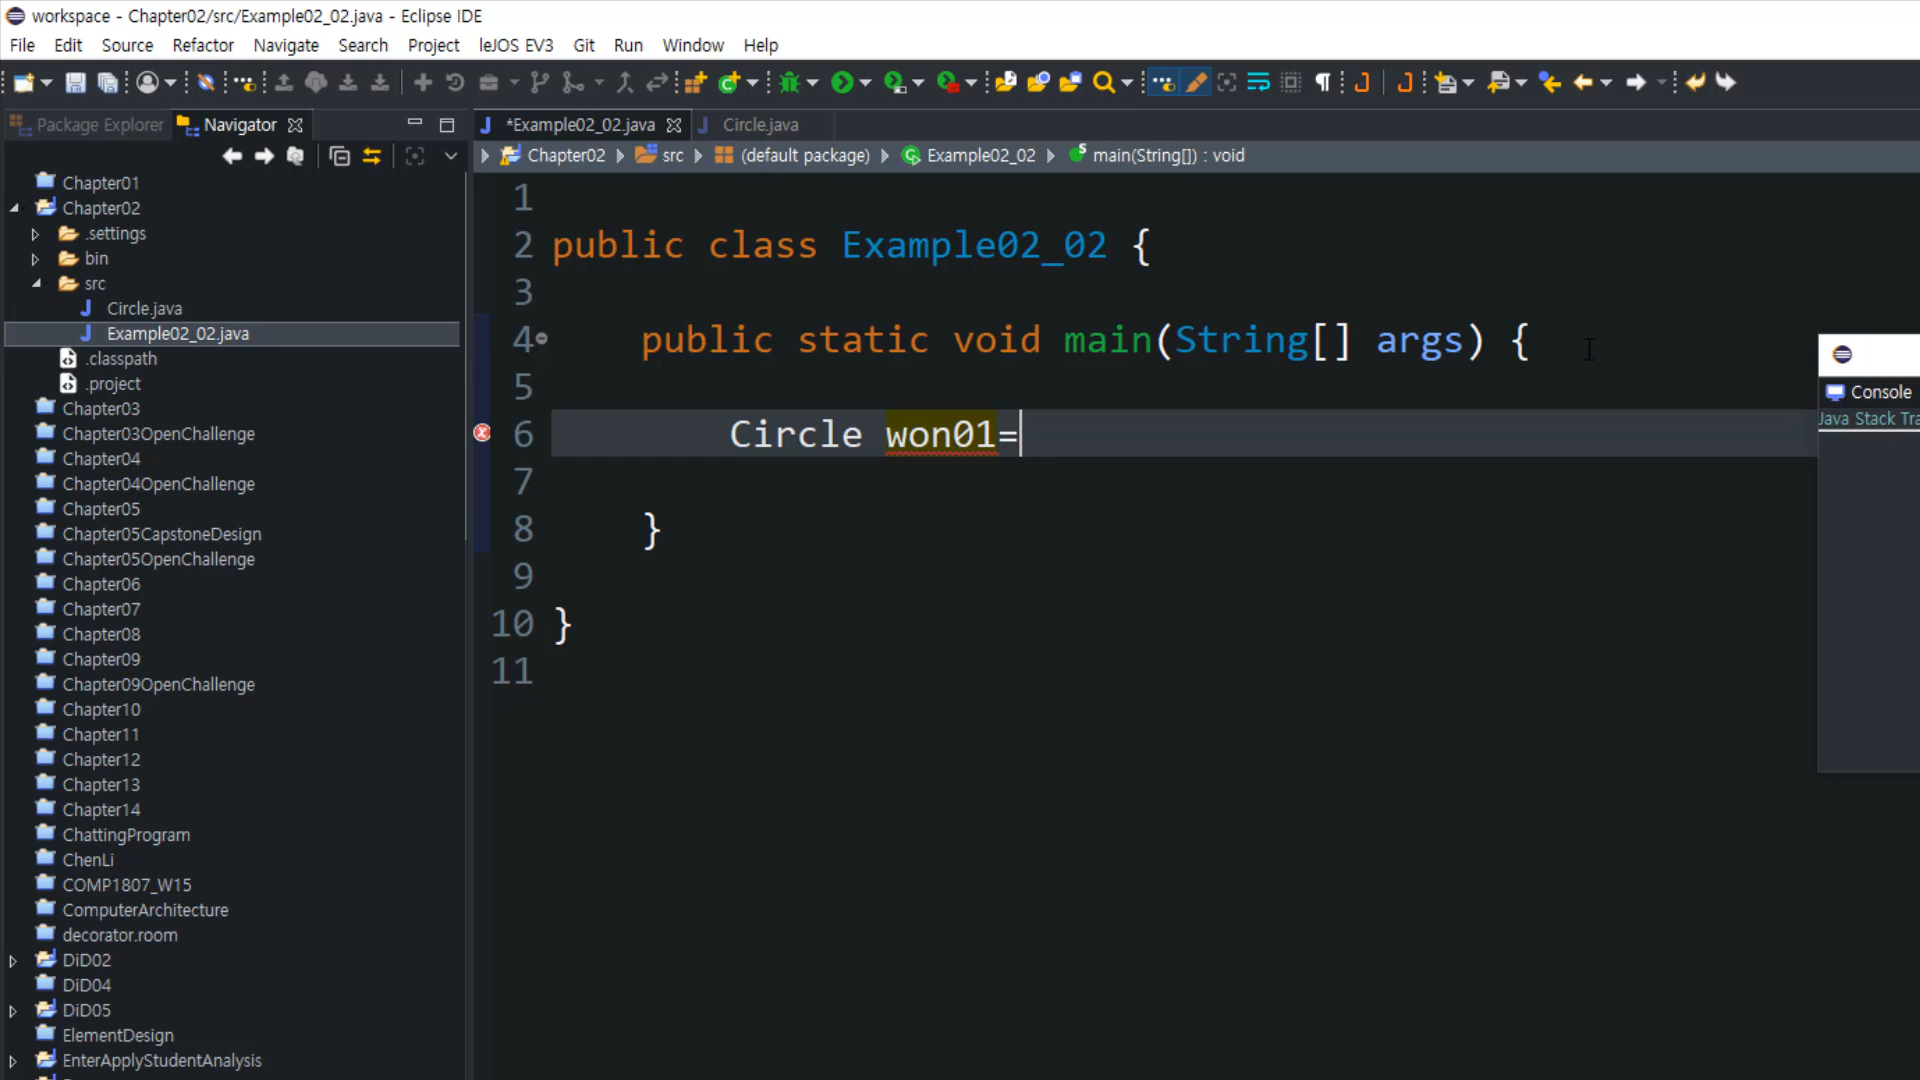 workspace - Chapter02/src/Example02_02.java - Eclipse IDE
File Edit Source Refactor Navigate Search Project leJOS EV3 Git Run Window Help
Package Explorer Navigator *Example02_02.java Circle.java
Chapter02 src (default package) Example02_02 main(String[]) : void
Chapter01
Chapter02
.settings
bin
src
Circle.java
Example02_02.java
.classpath
.project
Chapter03
Chapter03OpenChallenge
Chapter04
Chapter04OpenChallenge
Chapter05
Chapter05CapstoneDesign
Chapter05OpenChallenge
Chapter06
Chapter07
Chapter08
Chapter09
Chapter09OpenChallenge
Chapter10
Chapter11
Chapter12
Chapter13
Chapter14
ChattingProgram
ChenLi
COMP1807_W15
ComputerArchitecture
decorator.room
DiD02
DiD04
DiD05
ElementDesign
EnterApplyStudentAnalysis
1
2 public class Example02_02 {
3
4 public static void main(String[] args) {
5
6 Circle won01=
7
8 }
9
10 }
11
Console
Java Stack Tra